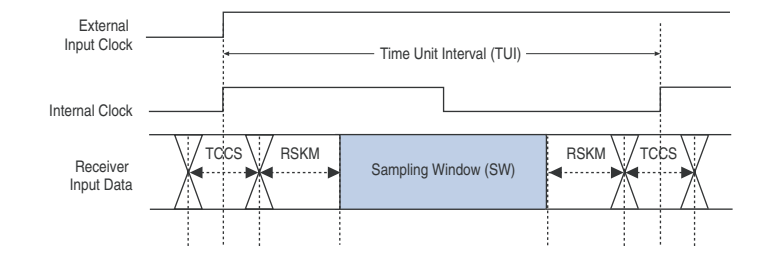 External
Input Clock
Time Unit Interval (TUI)
Internal Clock
Receiver
Input Data
TCCS
RSKM
Sampling Window (SW)
RSKM
TCCS